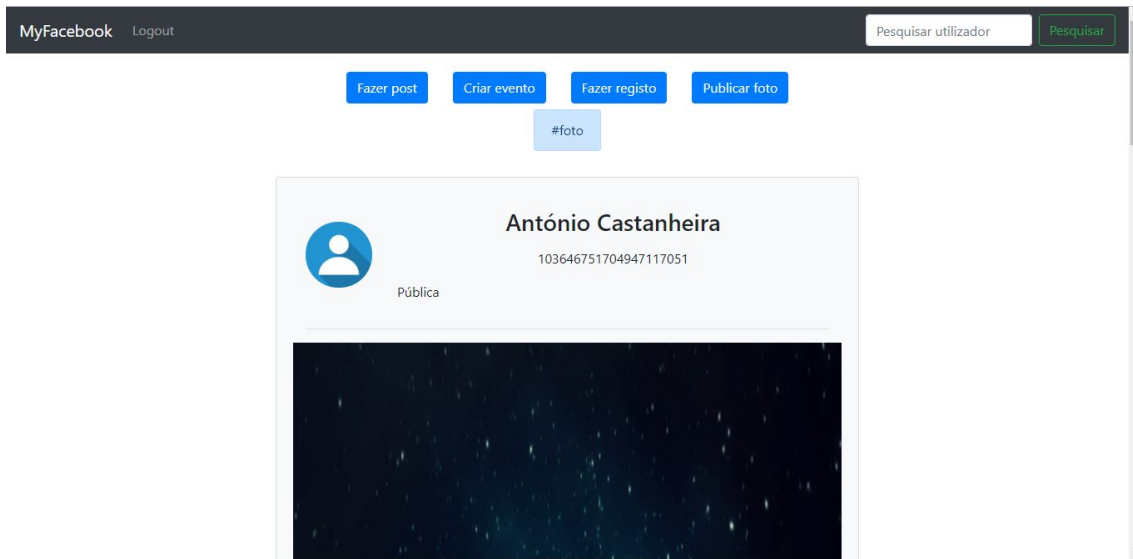 MyFacebook Logout Pesquisar utilizador Pesquisar
Fazer post Criar evento Fazer registo Publicar foto
#foto
António Castanheira
103646751704947117051
Pública